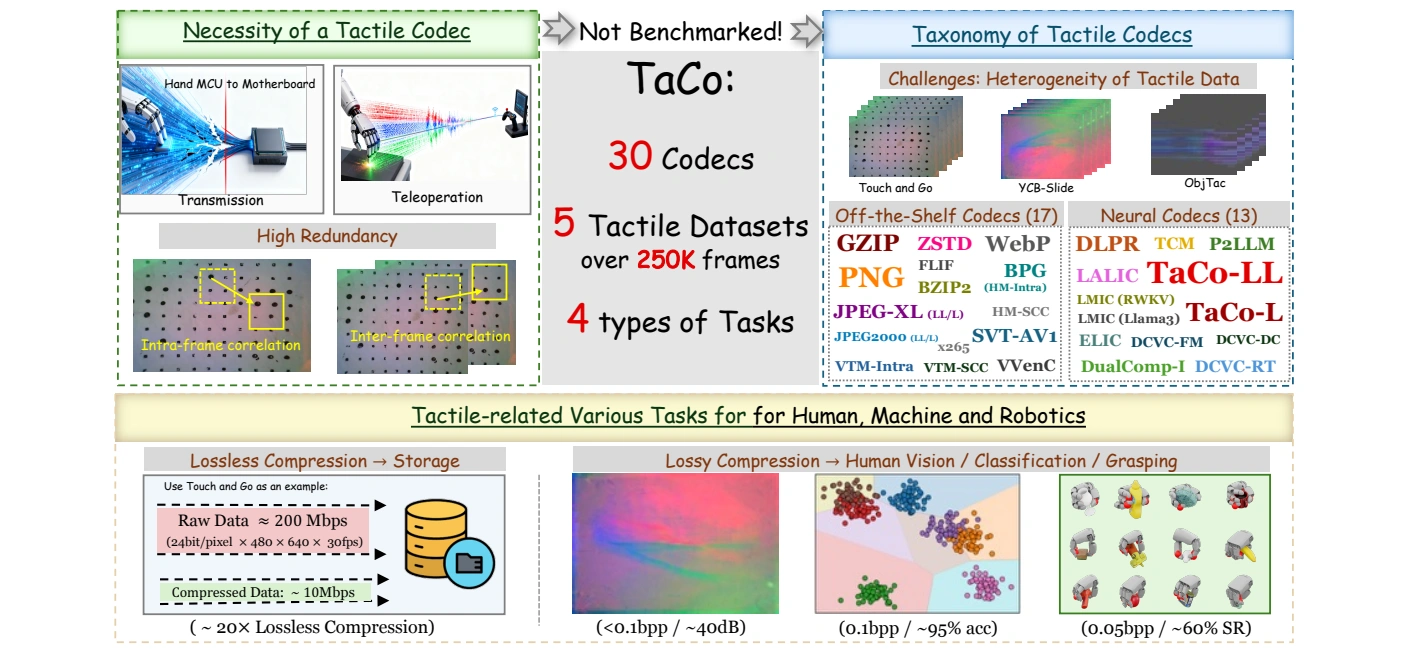 Necessity of a Tactile Codec
Hand MCU to Motherboard
Transmission
Teleoperation
High Redundancy
Intra-frame correlation
Inter-frame correlation
Not Benchmarked!
TaCo:
30 Codecs
5 Tactile Datasets
over 250K frames
4 types of Tasks
Taxonomy of Tactile Codecs
Challenges: Heterogeneity of Tactile Data
Touch and Go
YCB-Slide
ObjTac
Off-the-Shelf Codecs (17)
GZIP ZSTD WebP
PNG FLIF BPG
BZIP2 (HM-Intra)
JPEG-XL (LL/L) HM-SCC
JPEG2000 (LL/L) x265 SVT-AV1
VTM-Intra VTM-SCC VVenC
Neural Codecs (13)
DLPR TCM P2LLM
LALIC TaCo-LL
LMIC (RWKV)
LMIC (Llama3) TaCo-L
ELIC DCVC-FM DCVC-DC
DualComp-I DCVC-RT
Tactile-related Various Tasks for for Human, Machine and Robotics
Lossless Compression → Storage
Use Touch and Go as an example:
Raw Data ≈ 200 Mbps
(24bit/pixel × 480 × 640 × 30fps)
Compressed Data: ~ 10Mbps
( ~ 20× Lossless Compression)
Lossy Compression → Human Vision / Classification / Grasping
(<0.1bpp / ~40dB)
(0.1bpp / ~95% acc)
(0.05bpp / ~60% SR)